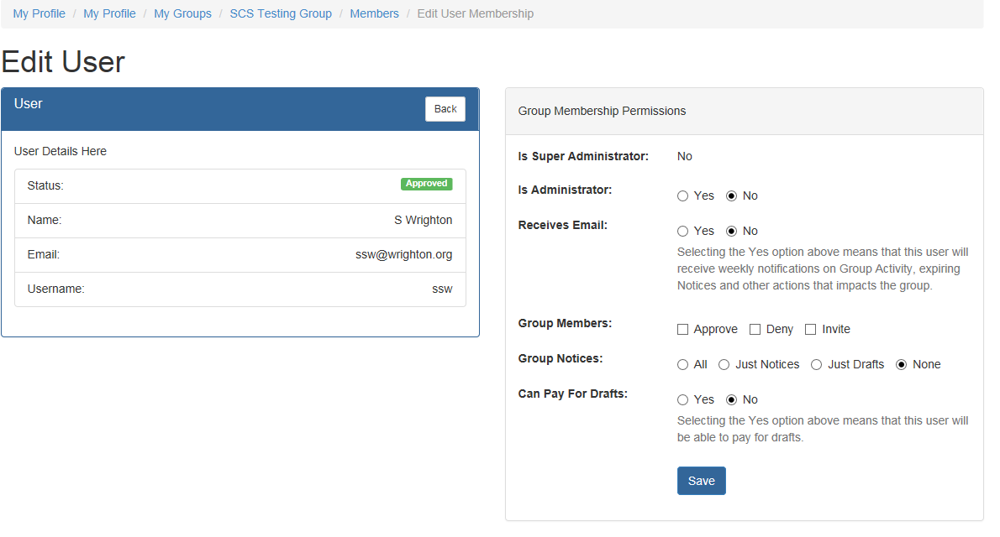 My Profile / My Profile / My Groups / SCS Testing Group / Members / Edit User Membership
Edit User
User
Back
User Details Here
Status: Approved
Name: S Wrighton
Email: ssw@wrighton.org
Username: ssw
Group Membership Permissions
Is Super Administrator: No
Is Administrator: Yes No
Receives Email: Yes No
Selecting the Yes option above means that this user will
receive weekly notifications on Group Activity, expiring
Notices and other actions that impacts the group.
Group Members: Approve Deny Invite
Group Notices: All Just Notices Just Drafts None
Can Pay For Drafts: Yes No
Selecting the Yes option above means that this user will
be able to pay for drafts.
Save